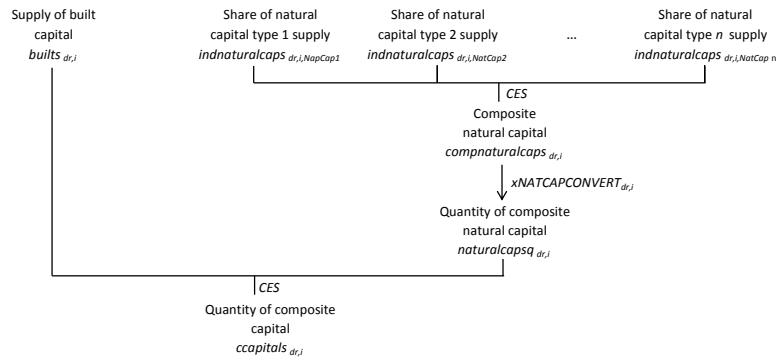 Supply of built
capital
builts dr,i
Share of natural
capital type 1 supply
indnaturalcaps dr,i,NapCap1
Share of natural
capital type 2 supply
indnaturalcaps dr,i,NatCap2
...
Share of natural
capital type n supply
indnaturalcaps dr,i,NatCap n
CES
Composite
natural capital
compnaturalcaps dr,i
xNATCAPCONVERT dr,i
Quantity of composite
natural capital
naturalcapsq dr,i
CES
Quantity of composite
capital
ccapitals dr,i